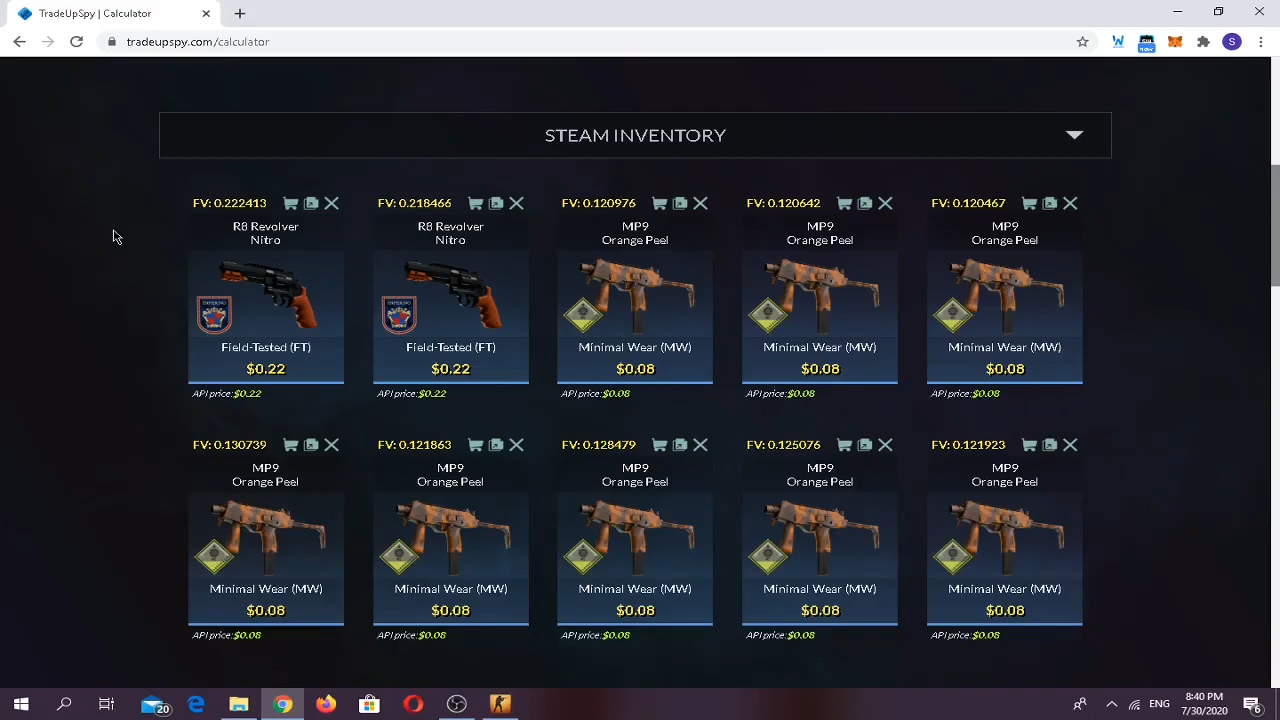 TradeUpSpy | Calculator
tradeupspy.com/calculator
S
STEAM INVENTORY
FV: 0.222413
R8 Revolver
Nitro
INFERNO
Field-Tested (FT)
$0.22
API price:$0.22
FV: 0.218466
R8 Revolver
Nitro
INFERNO
Field-Tested (FT)
$0.22
API price:$0.22
FV: 0.120976
MP9
Orange Peel
Minimal Wear (MW)
$0.08
API price:$0.08
FV: 0.120642
MP9
Orange Peel
Minimal Wear (MW)
$0.08
API price:$0.08
FV: 0.120467
MP9
Orange Peel
Minimal Wear (MW)
$0.08
API price:$0.08
FV: 0.130739
MP9
Orange Peel
Minimal Wear (MW)
$0.08
API price:$0.08
FV: 0.121863
MP9
Orange Peel
Minimal Wear (MW)
$0.08
API price:$0.08
FV: 0.128479
MP9
Orange Peel
Minimal Wear (MW)
$0.08
API price:$0.08
FV: 0.125076
MP9
Orange Peel
Minimal Wear (MW)
$0.08
API price:$0.08
FV: 0.121923
MP9
Orange Peel
Minimal Wear (MW)
$0.08
API price:$0.08
20
ENG
8:40 PM
7/30/2020
6